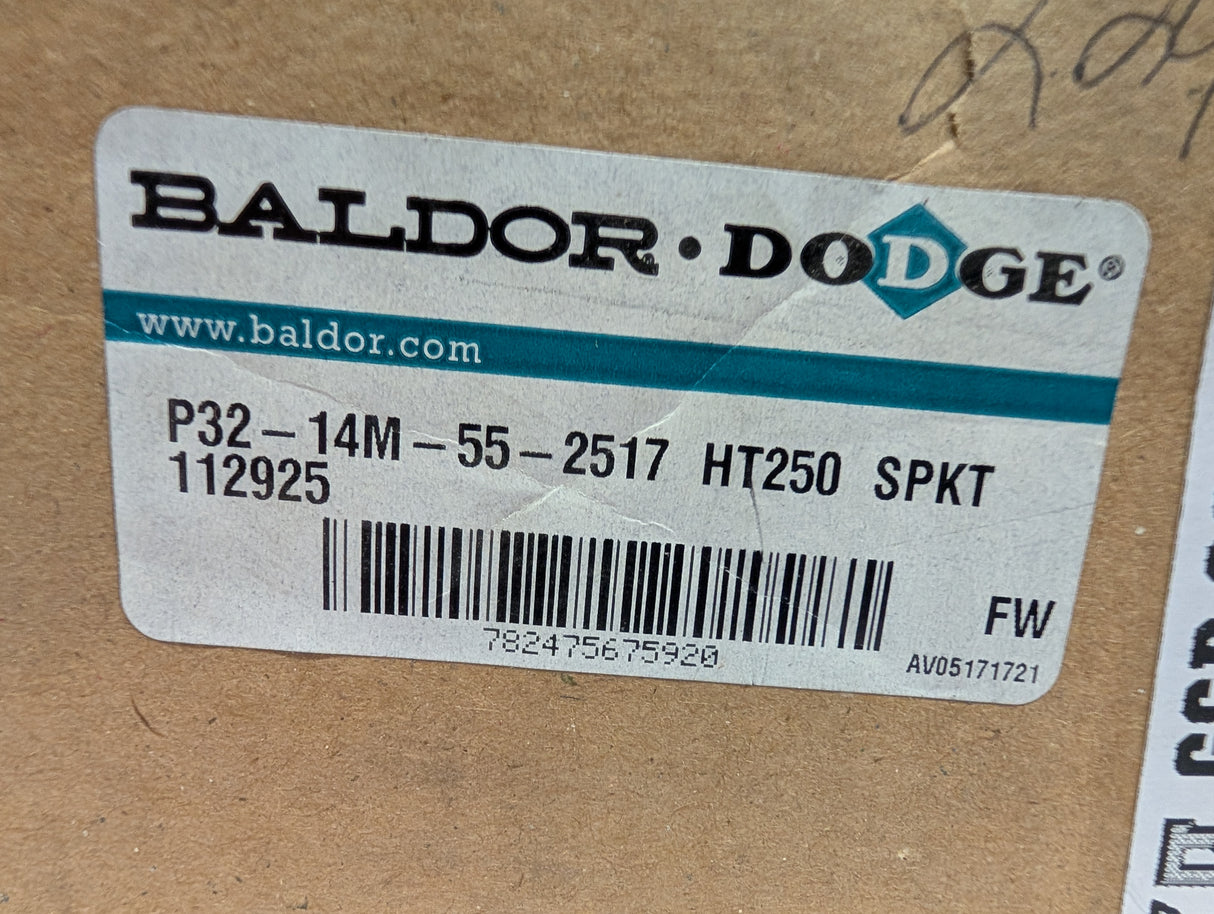 BALDOR • DODGE®
www.baldor.com
P32-14M-55-2517 HT250 SPKT
112925
782475675920
FW
AV05171721